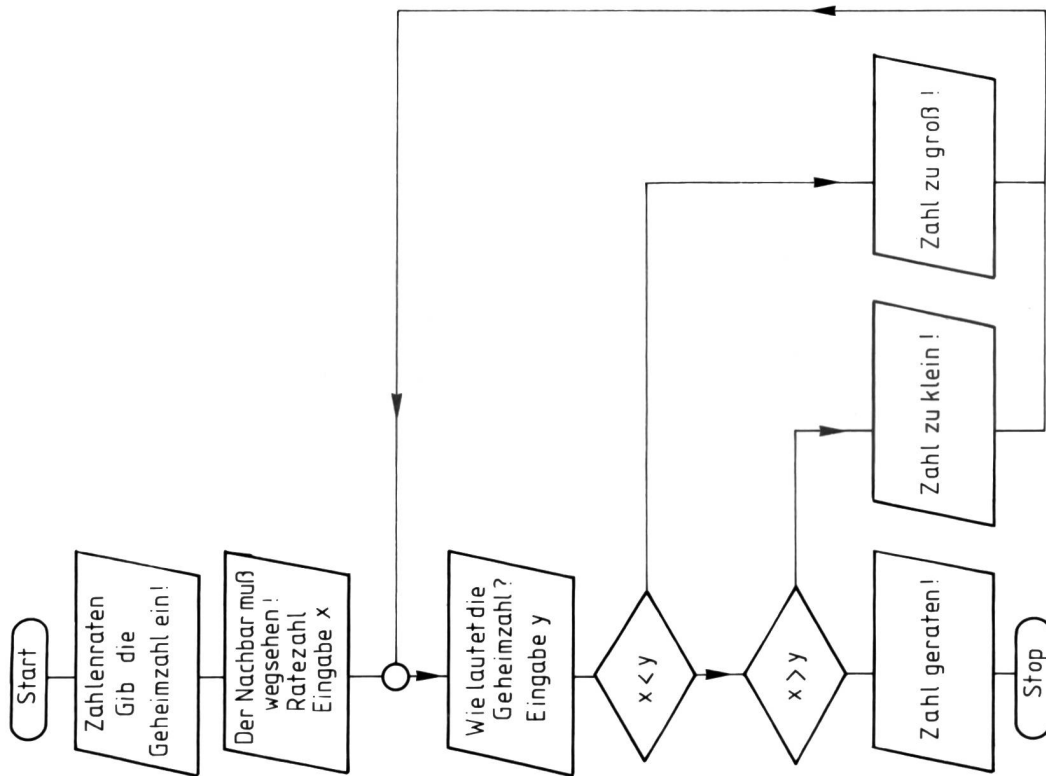 Start
Zahlenraten
Gib die
Geheimzahl ein!
Der Nachbar muß
wegsehen!
Ratezahl
Eingabe x
Wie lautet die
Geheimzahl?
Eingabe y
x < y
x > y
Zahl geraten!
Zahl zu klein!
Zahl zu groß!
Stop